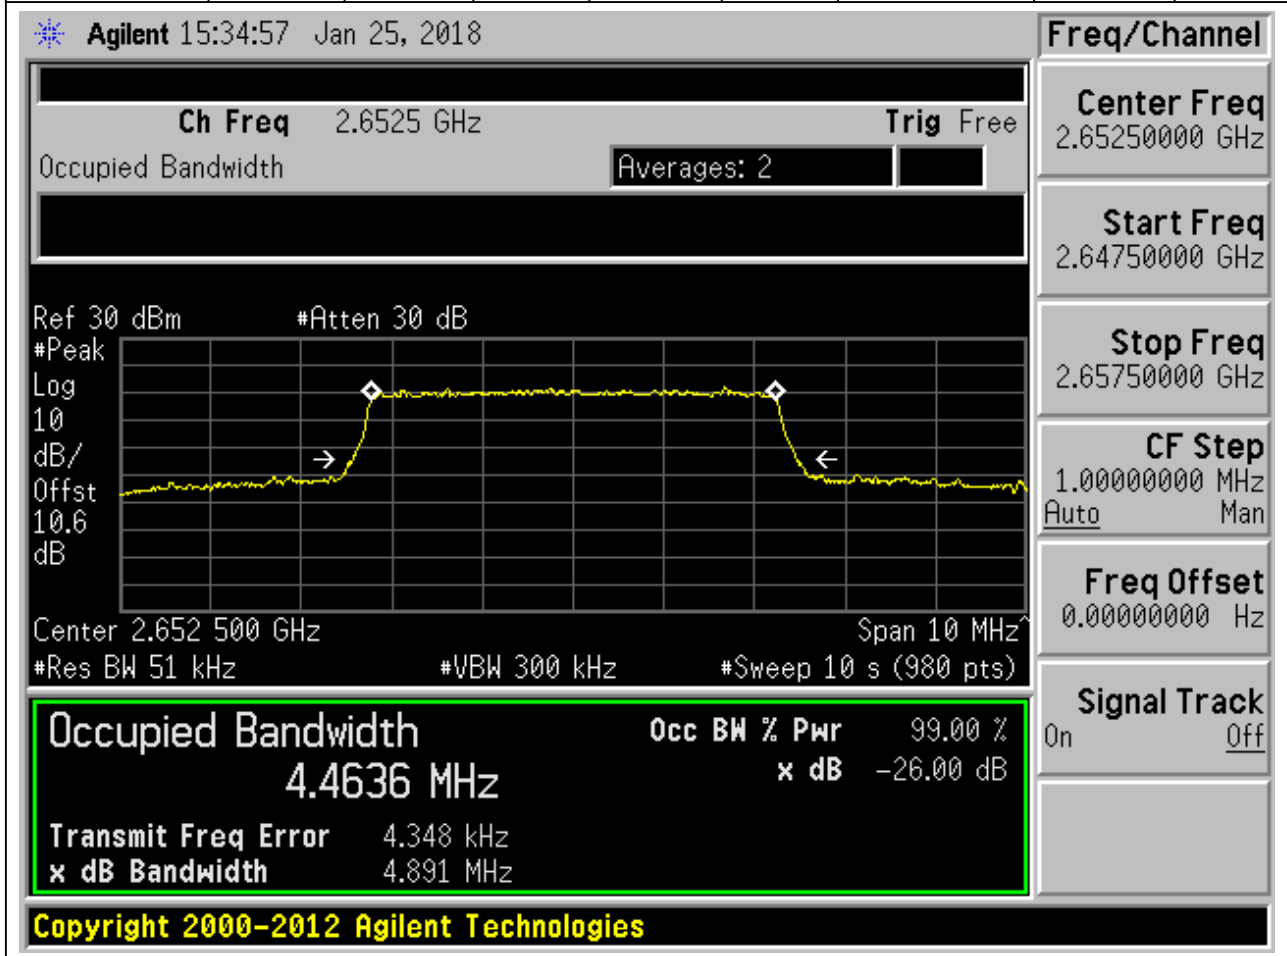 Agilent 15:34:57 Jan 25, 2018
Freq/Channel
Ch Freq 2.6525 GHz Trig Free
Occupied Bandwidth Averages: 2
Center Freq
2.65250000 GHz
Start Freq
2.64750000 GHz
Stop Freq
2.65750000 GHz
CF Step
1.00000000 MHz
Auto Man
Freq Offset
0.00000000 Hz
Signal Track
On Off
Ref 30 dBm #Atten 30 dB
#Peak
Log
10
dB/
Offst
10.6
dB
Center 2.652 500 GHz Span 10 MHz^
#Res BW 51 kHz #VBW 300 kHz #Sweep 10 s (980 pts)
Occupied Bandwidth Occ BW % Pwr 99.00 %
4.4636 MHz x dB -26.00 dB
Transmit Freq Error 4.348 kHz
x dB Bandwidth 4.891 MHz
Copyright 2000-2012 Agilent Technologies